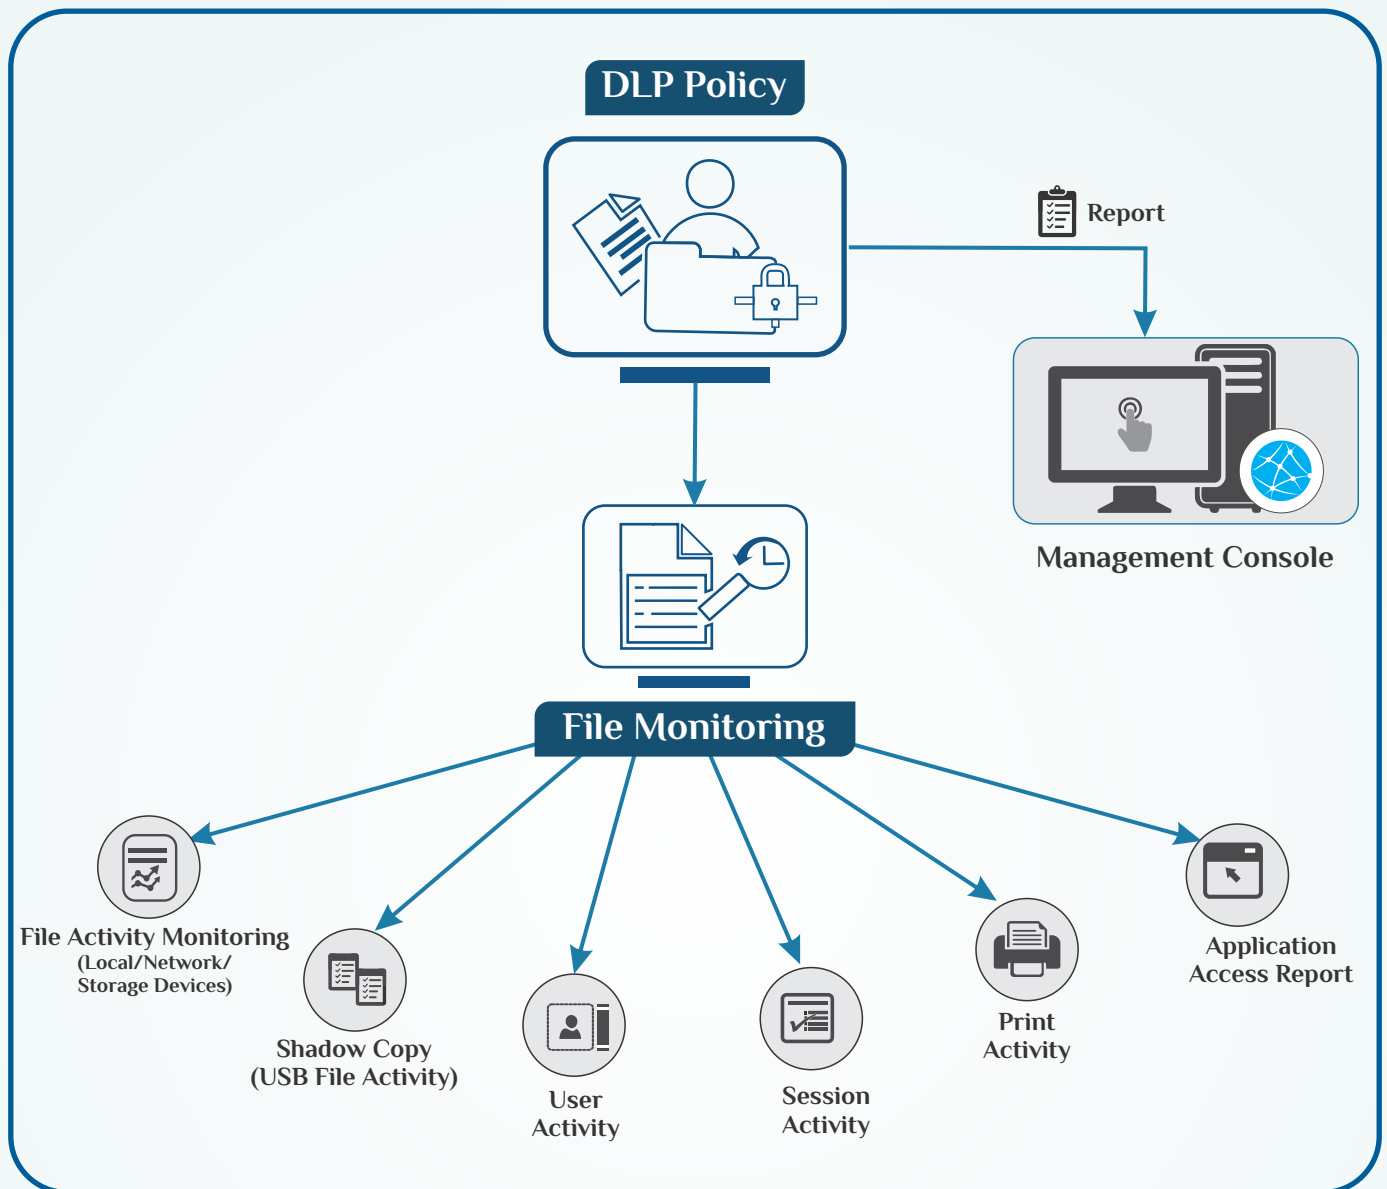 DLP Policy
Report
Management Console
File Monitoring
File Activity Monitoring
(Local/Network/
Storage Devices)
Shadow Copy
(USB File Activity)
User
Activity
Session
Activity
Print
Activity
Application
Access Report